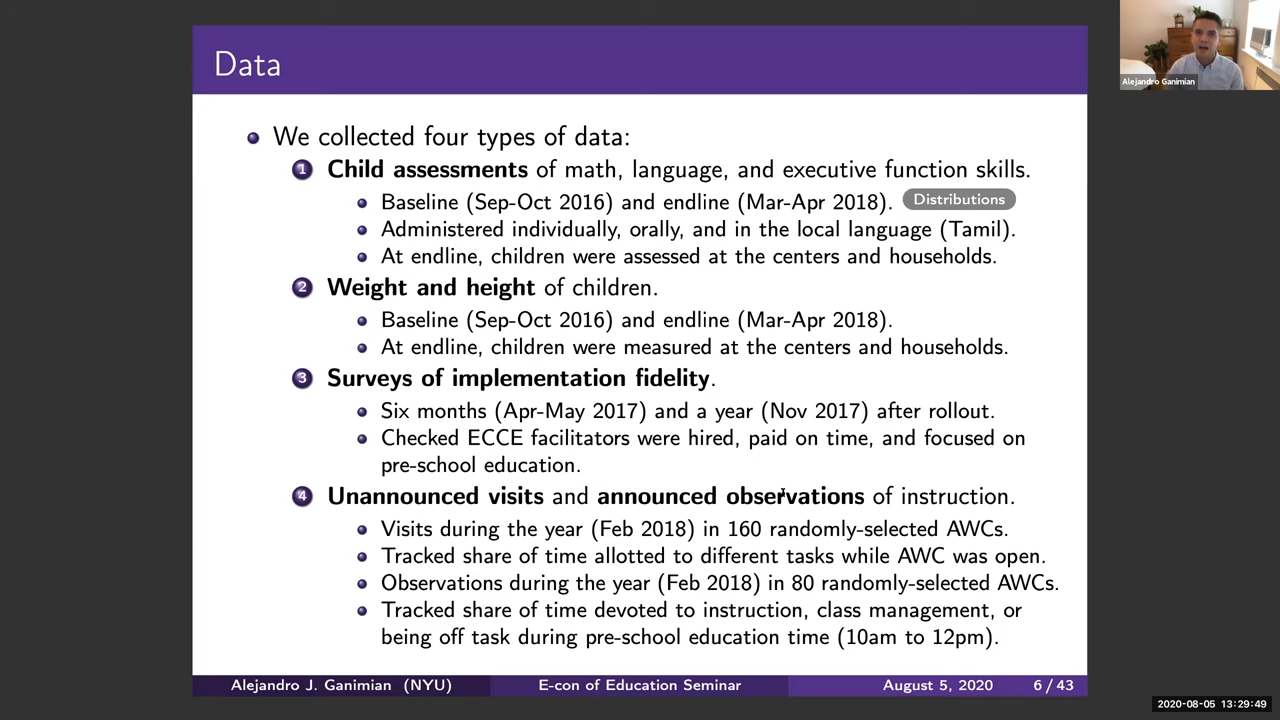 Data
Alejandro Ganimian
We collected four types of data:
1 Child assessments of math, language, and executive function skills.
Baseline (Sep-Oct 2016) and endline (Mar-Apr 2018). Distributions
Administered individually, orally, and in the local language (Tamil).
At endline, children were assessed at the centers and households.
2 Weight and height of children.
Baseline (Sep-Oct 2016) and endline (Mar-Apr 2018).
At endline, children were measured at the centers and households.
3 Surveys of implementation fidelity.
Six months (Apr-May 2017) and a year (Nov 2017) after rollout.
Checked ECCE facilitators were hired, paid on time, and focused on
pre-school education.
4 Unannounced visits and announced observations of instruction.
Visits during the year (Feb 2018) in 160 randomly-selected AWCs.
Tracked share of time allotted to different tasks while AWC was open.
Observations during the year (Feb 2018) in 80 randomly-selected AWCs.
Tracked share of time devoted to instruction, class management, or
being off task during pre-school education time (10am to 12pm).
Alejandro J. Ganimian (NYU) E-con of Education Seminar August 5, 2020 6 / 43
2020-08-05 13:29:49